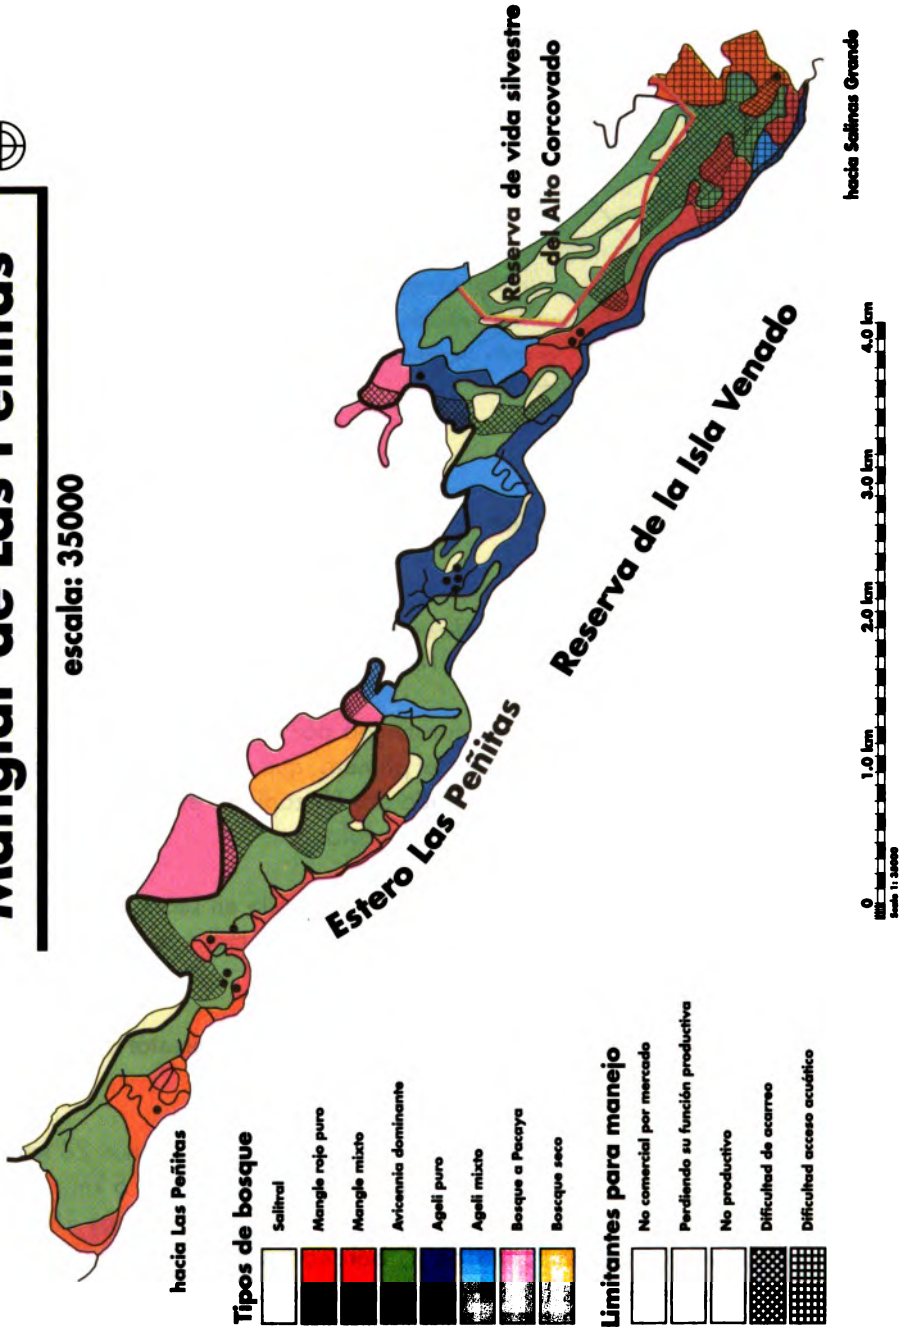 Manglar de Las Peñitas
escala: 35000
Reserva de vida silvestre
del Alto Corcovado
hacia Salinas Grande
Reserva de la Isla Venado
Estero Las Peñitas
hacia Las Peñitas
0 1.0 km 2.0 km 3.0 km 4.0 km
Scale 1: 35000
Tipos de bosque
Salitral
Mangle rojo puro
Mangle mixto
Avicennia dominante
Agelí puro
Agelí mixto
Bosque a Pacaya
Boscque seco
Limitantes para manejo
No comercial por mercado
Perdiendo su función productiva
No productivo
Dificultad de acarreo
Dificultad acceso acuático